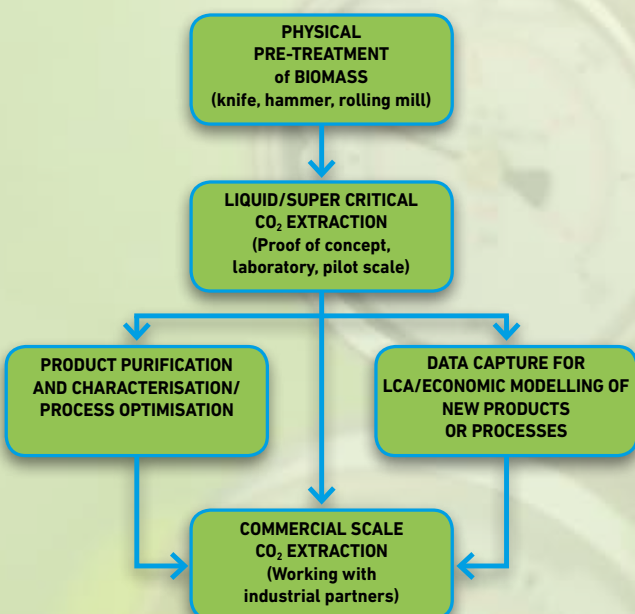 PHYSICAL
PRE-TREATMENT
of BIOMASS
(knife, hammer, rolling mill)
LIQUID/SUPER CRITICAL
CO₂ EXTRACTION
(Proof of concept,
laboratory, pilot scale)
PRODUCT PURIFICATION
AND CHARACTERISATION/
PROCESS OPTIMISATION
DATA CAPTURE FOR
LCA/ECONOMIC MODELLING OF
NEW PRODUCTS
OR PROCESSES
COMMERCIAL SCALE
CO₂ EXTRACTION
(Working with
industrial partners)